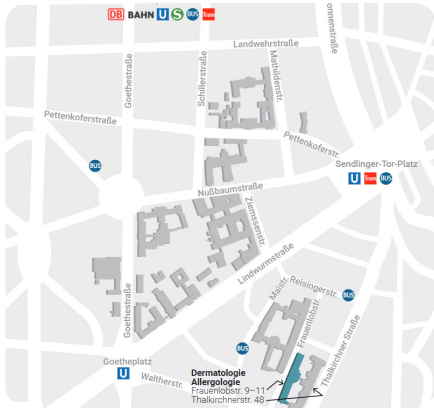 DB BAHN U S BUS Tram
onnenstraße
Landwehrstraße
Goethestraße
Schillerstraße
Mathildenstr.
Pettenkoferstraße
Pettenkoferstr.
Sendlinger-Tor-Platz
U Tram BUS
BUS
Nußbaumstraße
Ziemssenstr.
Lindwurmstraße
Goethestraße
Maistr.
Reisingerstr.
BUS
Frauenlobstr.
Thalkirchner Straße
BUS
Goetheplatz
U
Waltherstr.
Dermatologie
Allergologie
Frauenlobstr. 9–11
Thalkirchnerstr. 48